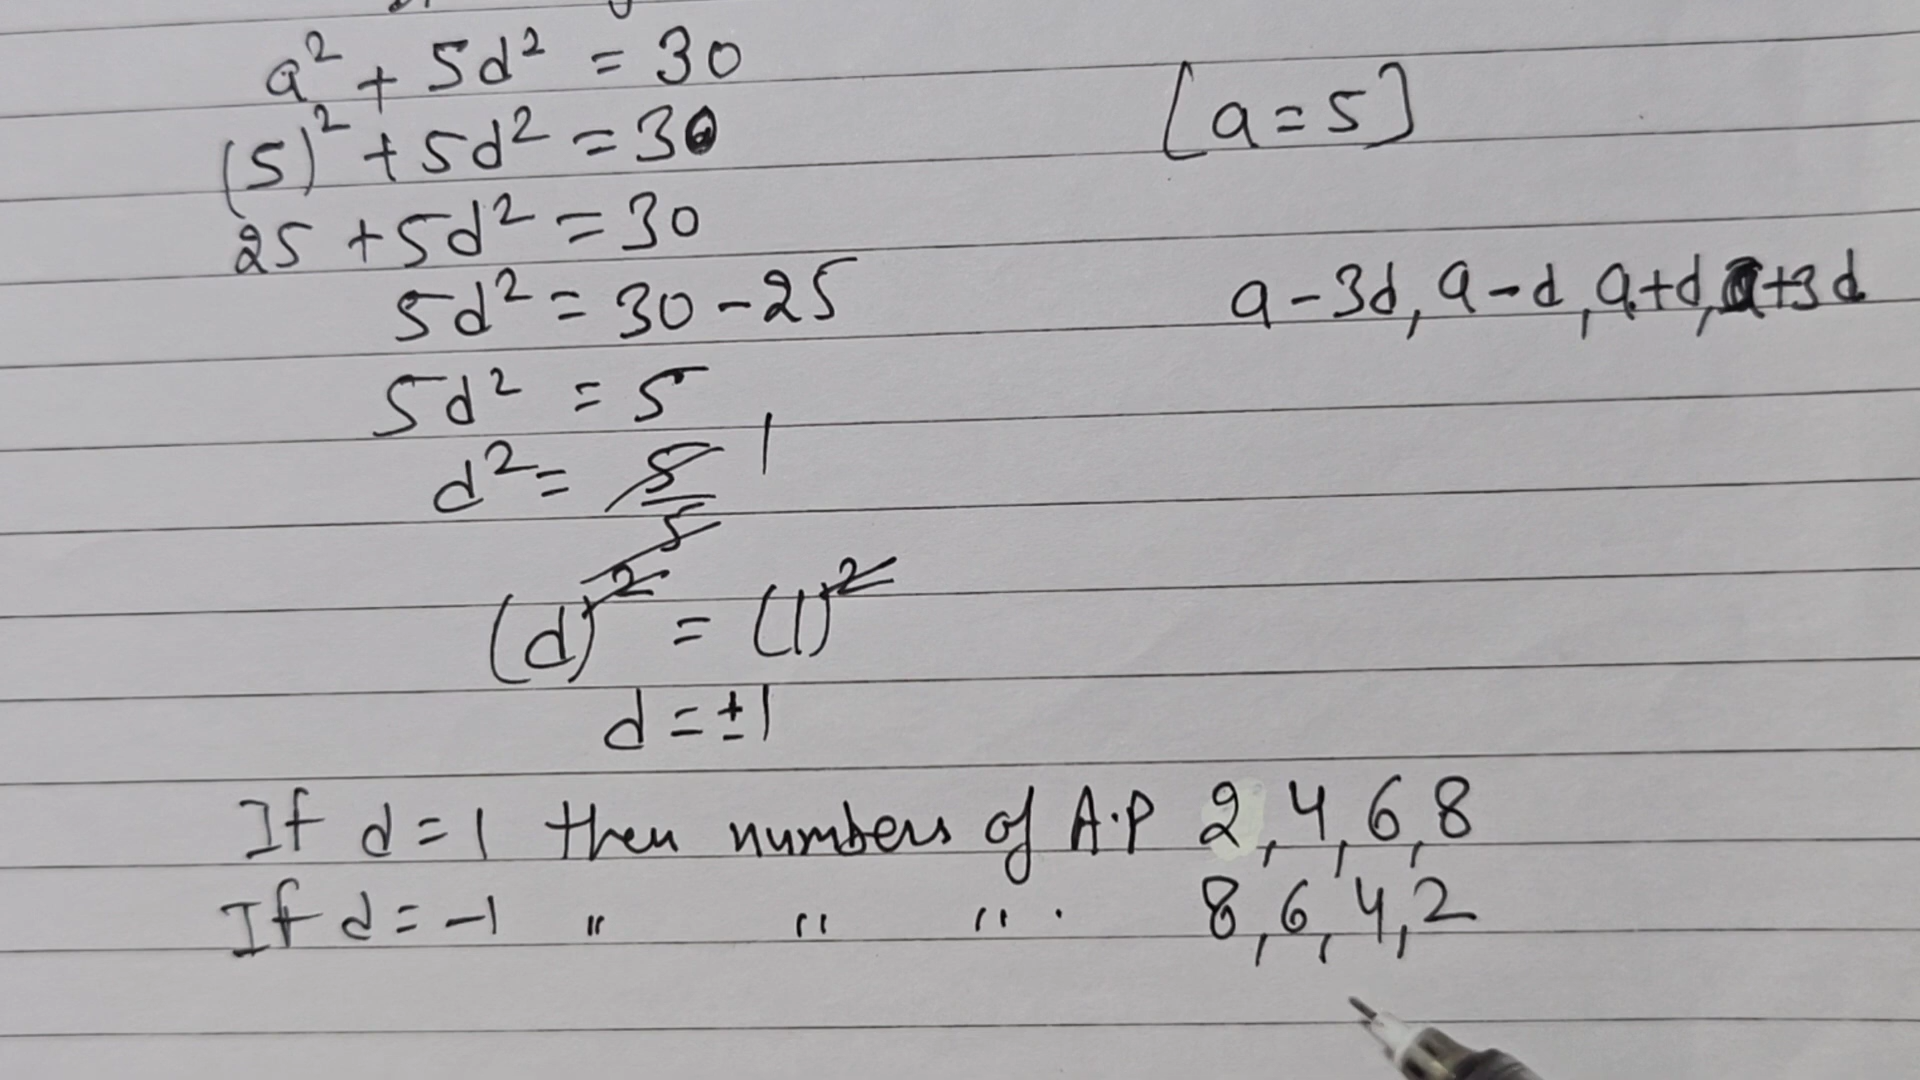 a² + 5d² = 30
[a = 5]
(5)² + 5d² = 30
25 + 5d² = 30
5d² = 30 - 25
a - 3d, a - d, a + d, a + 3d
5d² = 5
d² = 5/5 1
(d)² = (1)²
d = ±1
If d = 1 then numbers of A.P 2, 4, 6, 8
If d = -1 " " " . 8, 6, 4, 2